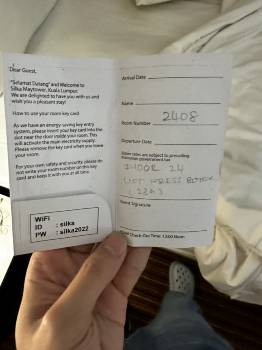 Dear Guest,
"Selamat Datang" and Welcome to
Silka Maytower, Kuala Lumpur.
We are delighted to have you with us and
wish you a pleasant stay!
How to use your room key card
As we have an energy-saving key entry
system, please insert your key card into the
slot near the door inside your room. This
will activate the main electricity supply.
Please remove the key card when you leave
your room.
For your own safety and security please do
not write your room number on this key
card and keep it with you at all time.
WIFI
ID : silka
PW : silka2022
Arrival Date
Name
Room Number 2408
Departure Date
Room rates are subject to prevailing
FLOOR 24
LIFT PRESS BUTTON
Guest Signature
Check-Out Time: 12:00 Noon